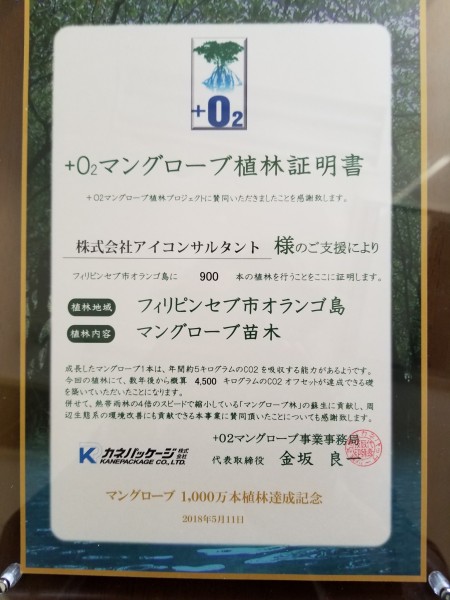 +O2
+O2マングローブ植林証明書
+O2マングローブ植林プロジェクトに賛同いただきましたことを感謝致します。
株式会社アイコンサルタント 様のご支援により
フィリピンセブ市オランゴ島に 900 本の植林を行うことをここに証明します。
植林地域 フィリピンセブ市オランゴ島
植林内容 マングローブ苗木
成長したマングローブ1本は、年間約5キログラムのCO2を吸収する能力があるようです。
今回の植林にて、数年後から概算 4,500 キログラムのCO2オフセットが達成できる礎
を築いていただいたことになります。
併せて、熱帯雨林の4倍のスピードで縮小している「マングローブ林」の蘇生に貢献し、周
辺生態系の環境改善にも貢献できる本事業に賛同頂いたことについても感謝致します。
+O2マングローブ事業事務局
K カネパッケージ株式会社
KANEPACKAGE CO.,LTD.
代表取締役 金坂 良一
マングローブ 1,000万本植林達成記念
2018年5月11日